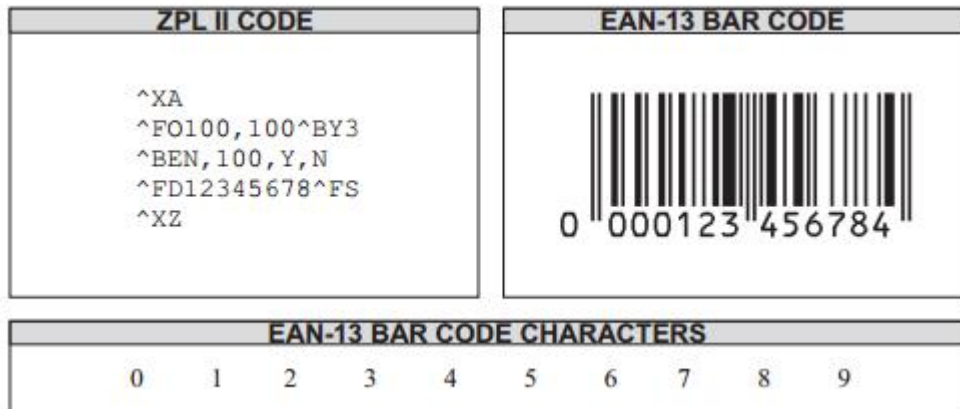 ZPL II CODE
^XA
^FO100,100^BY3
^BEN,100,Y,N
^FD12345678^FS
^XZ
EAN-13 BAR CODE
0 000123 456784
EAN-13 BAR CODE CHARACTERS
0 1 2 3 4 5 6 7 8 9